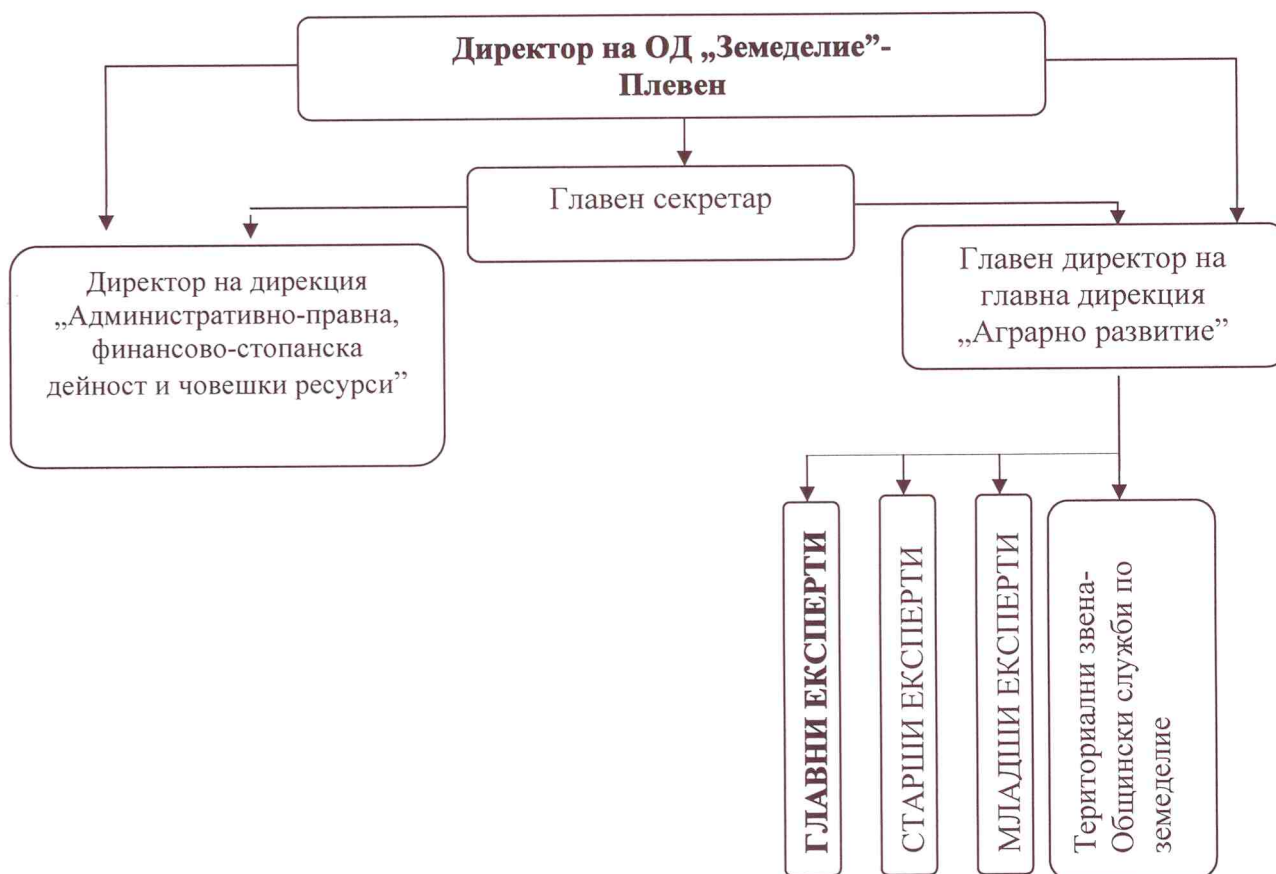 Директор на ОД „Земеделие”-
Плевен
Главен секретар
Директор на дирекция
„Административно-правна,
финансово-стопанска
дейност и човешки ресурси”
Главен директор на
главна дирекция
„Аграрно развитие”
ГЛАВНИ ЕКСПЕРТИ
СТАРШИ ЕКСПЕРТИ
МЛАДШИ ЕКСПЕРТИ
Териториални звена-
Общински служби по
земеделие